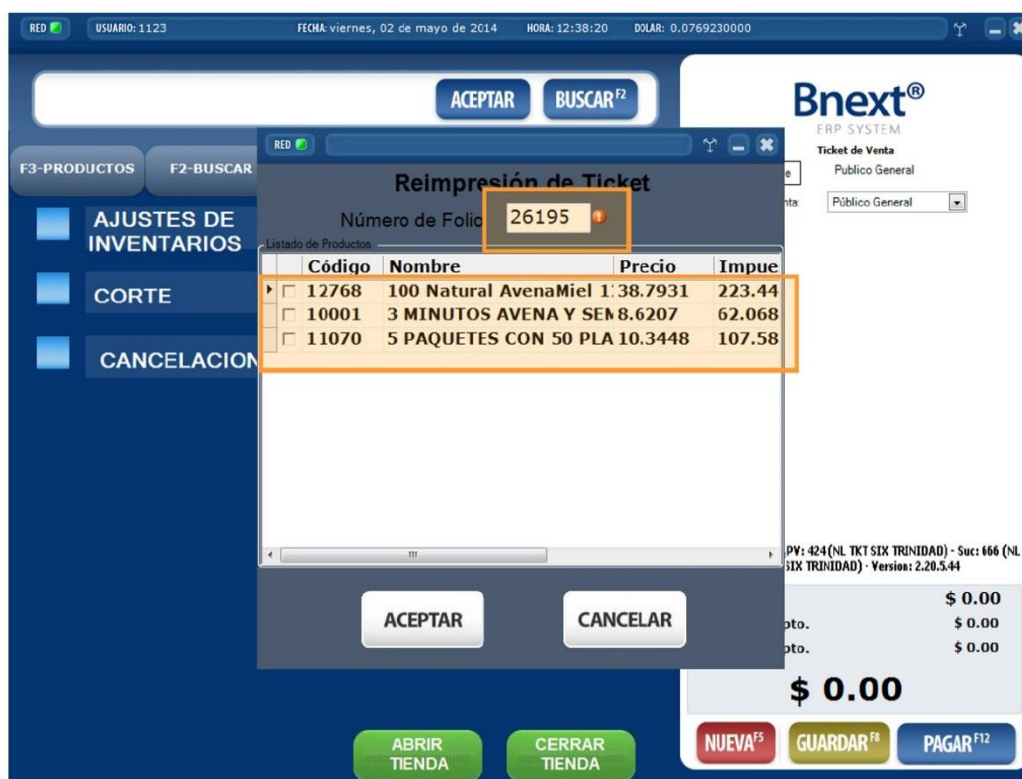 RED USUARIO: 1123 FECHA: viernes, 02 de mayo de 2014 HORA: 12:38:20 DOLAR: 0.0769230000
ACEPTAR BUSCAR F2
Bnext®
ERP SYSTEM
Ticket de Venta
Publico General
Público General
F3-PRODUCTOS F2-BUSCAR
AJUSTES DE
INVENTARIOS
CORTE
CANCELACION
RED
Reimpresión de Ticket
Número de Folio 26195
Listado de Productos
Código Nombre Precio Impue
12768 100 Natural AvenaMiel 1 38.7931 223.44
10001 3 MINUTOS AVENA Y SEM 8.6207 62.068
11070 5 PAQUETES CON 50 PLA 10.3448 107.58
ACEPTAR CANCELAR
PV: 424 (NL TKT SIX TRINIDAD) - Suc: 666 (NL
SIX TRINIDAD) - Version: 2.20.5.44
$ 0.00
pto. $ 0.00
pto. $ 0.00
$ 0.00
ABRIR
TIENDA
CERRAR
TIENDA
NUEVA F5 GUARDAR F8 PAGAR F12